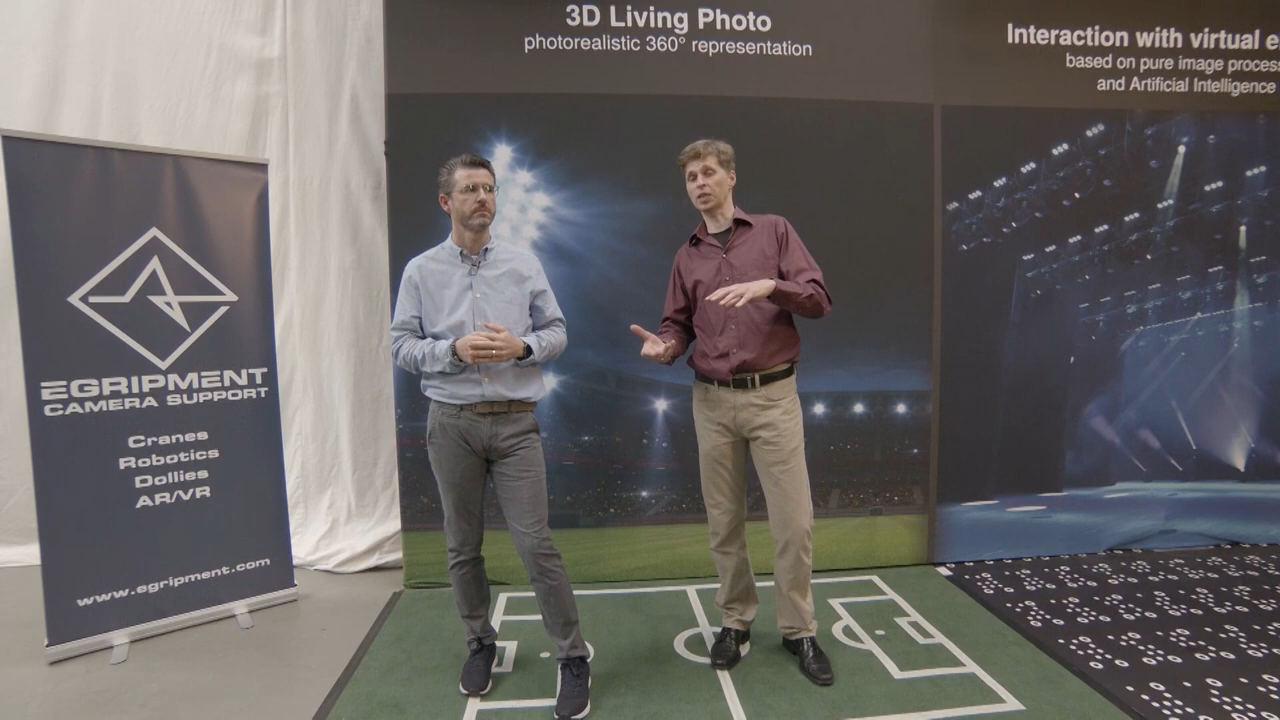 3D Living Photo
photorealistic 360° representation
Interaction with virtual e
based on pure image process
and Artificial Intelligence
EGRIPMENT
CAMERA SUPPORT
Cranes
Robotics
Dollies
AR/VR
www.egripment.com